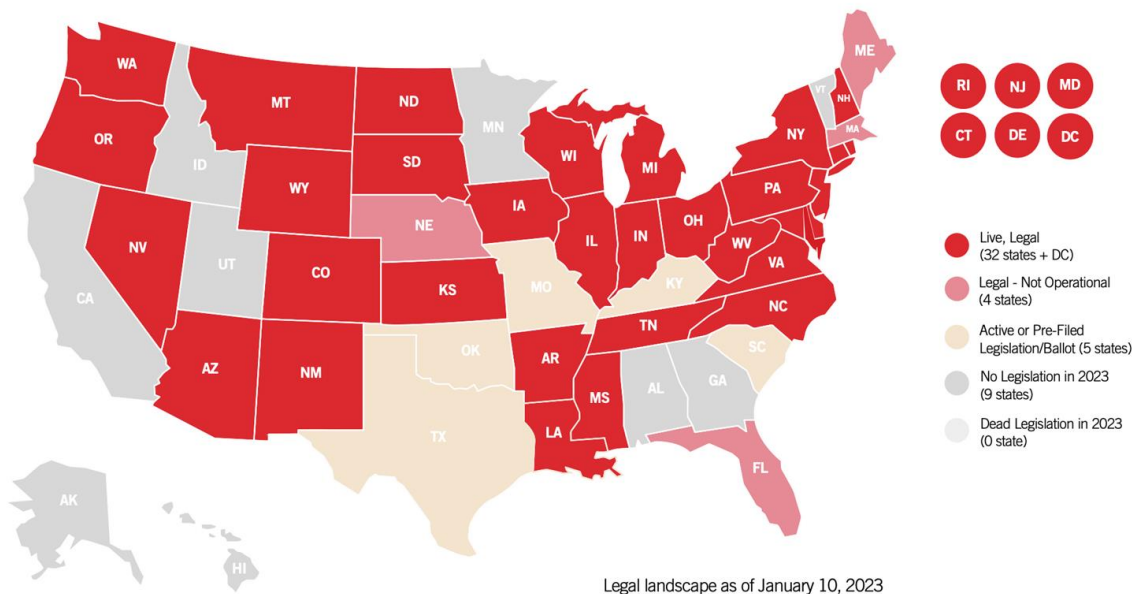 WA
MT
ND
MN
ME
VT
NH
MA
OR
ID
SD
WI
MI
NY
WY
IA
PA
NE
NV
UT
CO
IL
IN
OH
WV
VA
CA
KS
MO
KY
NC
TN
AZ
NM
OK
AR
SC
MS
AL
GA
TX
LA
FL
AK
HI
RI NJ MD
CT DE DC
Live, Legal
(32 states + DC)
Legal - Not Operational
(4 states)
Active or Pre-Filed
Legislation/Ballot (5 states)
No Legislation in 2023
(9 states)
Dead Legislation in 2023
(0 state)
Legal landscape as of January 10, 2023